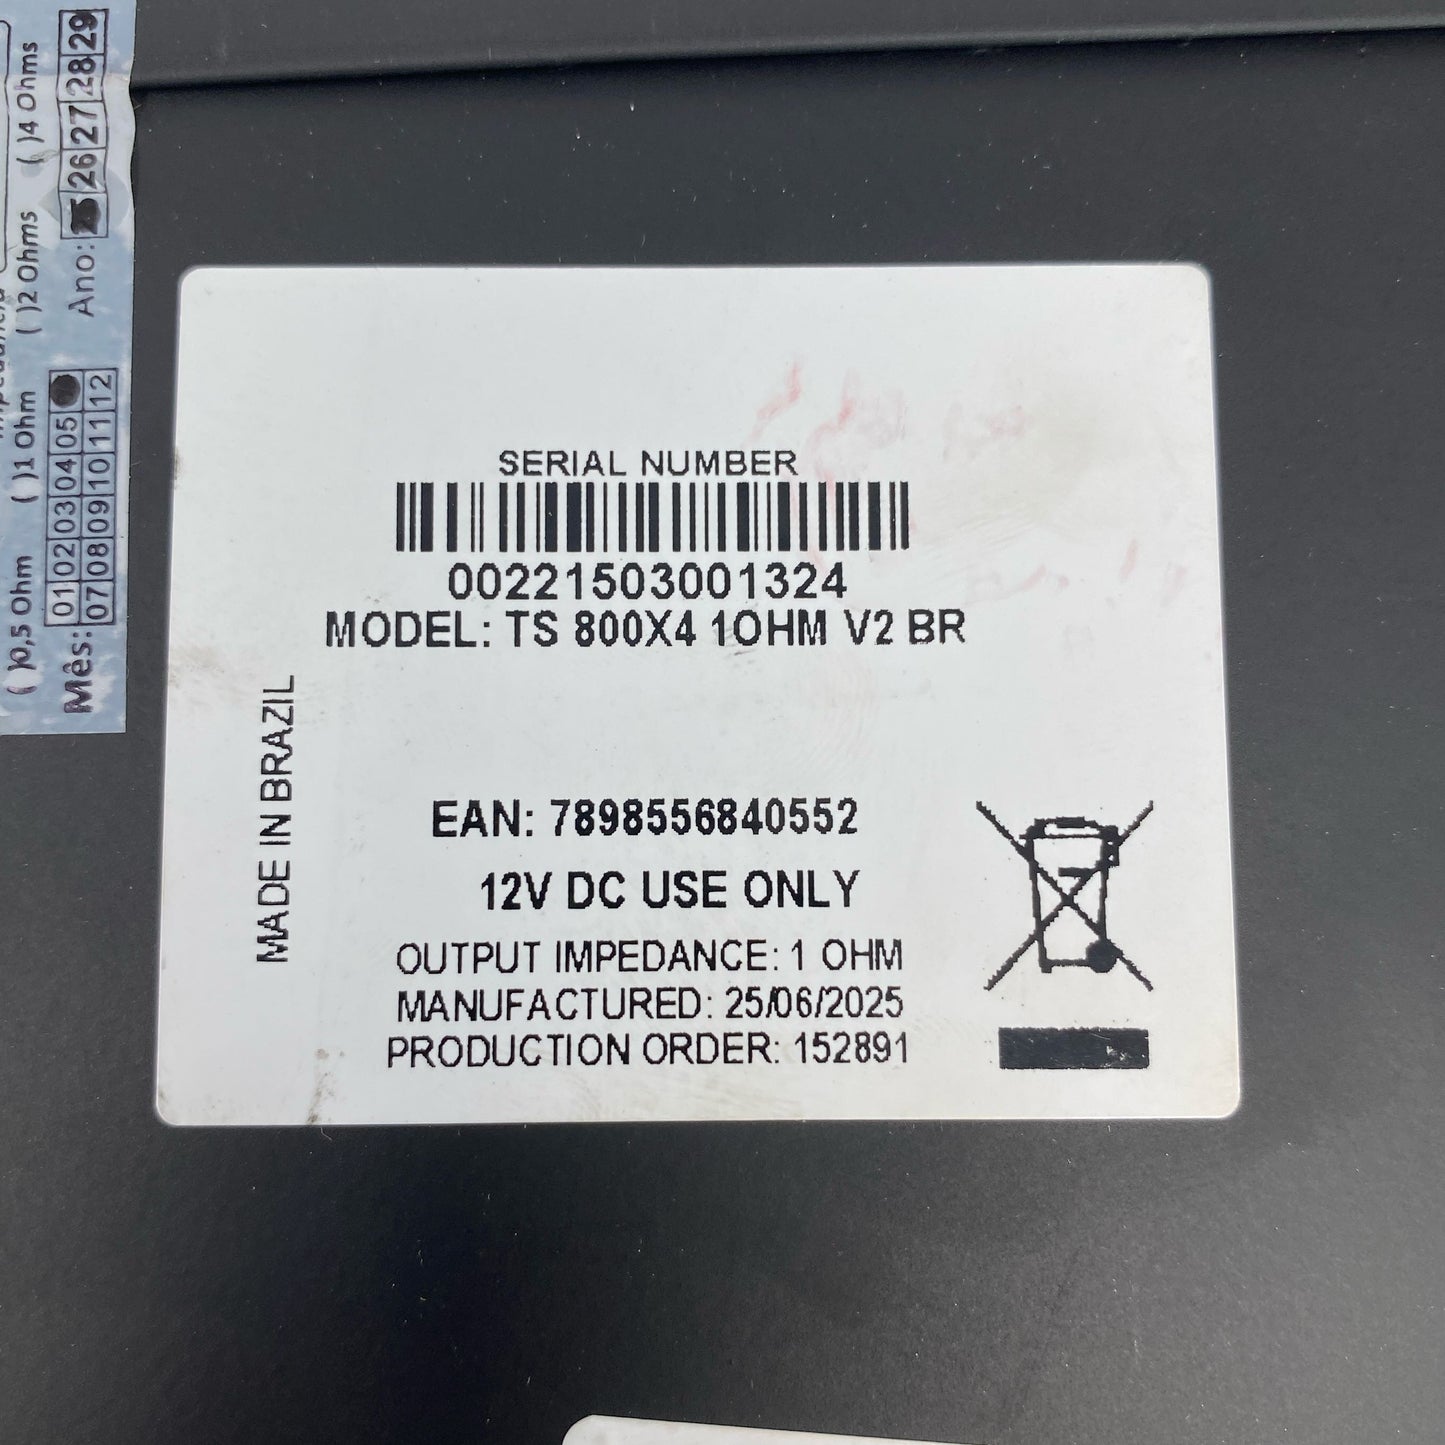 SERIAL NUMBER
00221503001324
MODEL: TS 800X4 1OHM V2 BR
MADE IN BRAZIL
EAN: 7898556840552
12V DC USE ONLY
OUTPUT IMPEDANCE: 1 OHM
MANUFACTURED: 25/06/2025
PRODUCTION ORDER: 152891
( )0,5 Ohm ( )1 Ohm ( )2 Ohms ( )4 Ohms
Mês: 01 02 03 04 05
07 08 09 10 11 12
Ano: 25 26 27 28 29